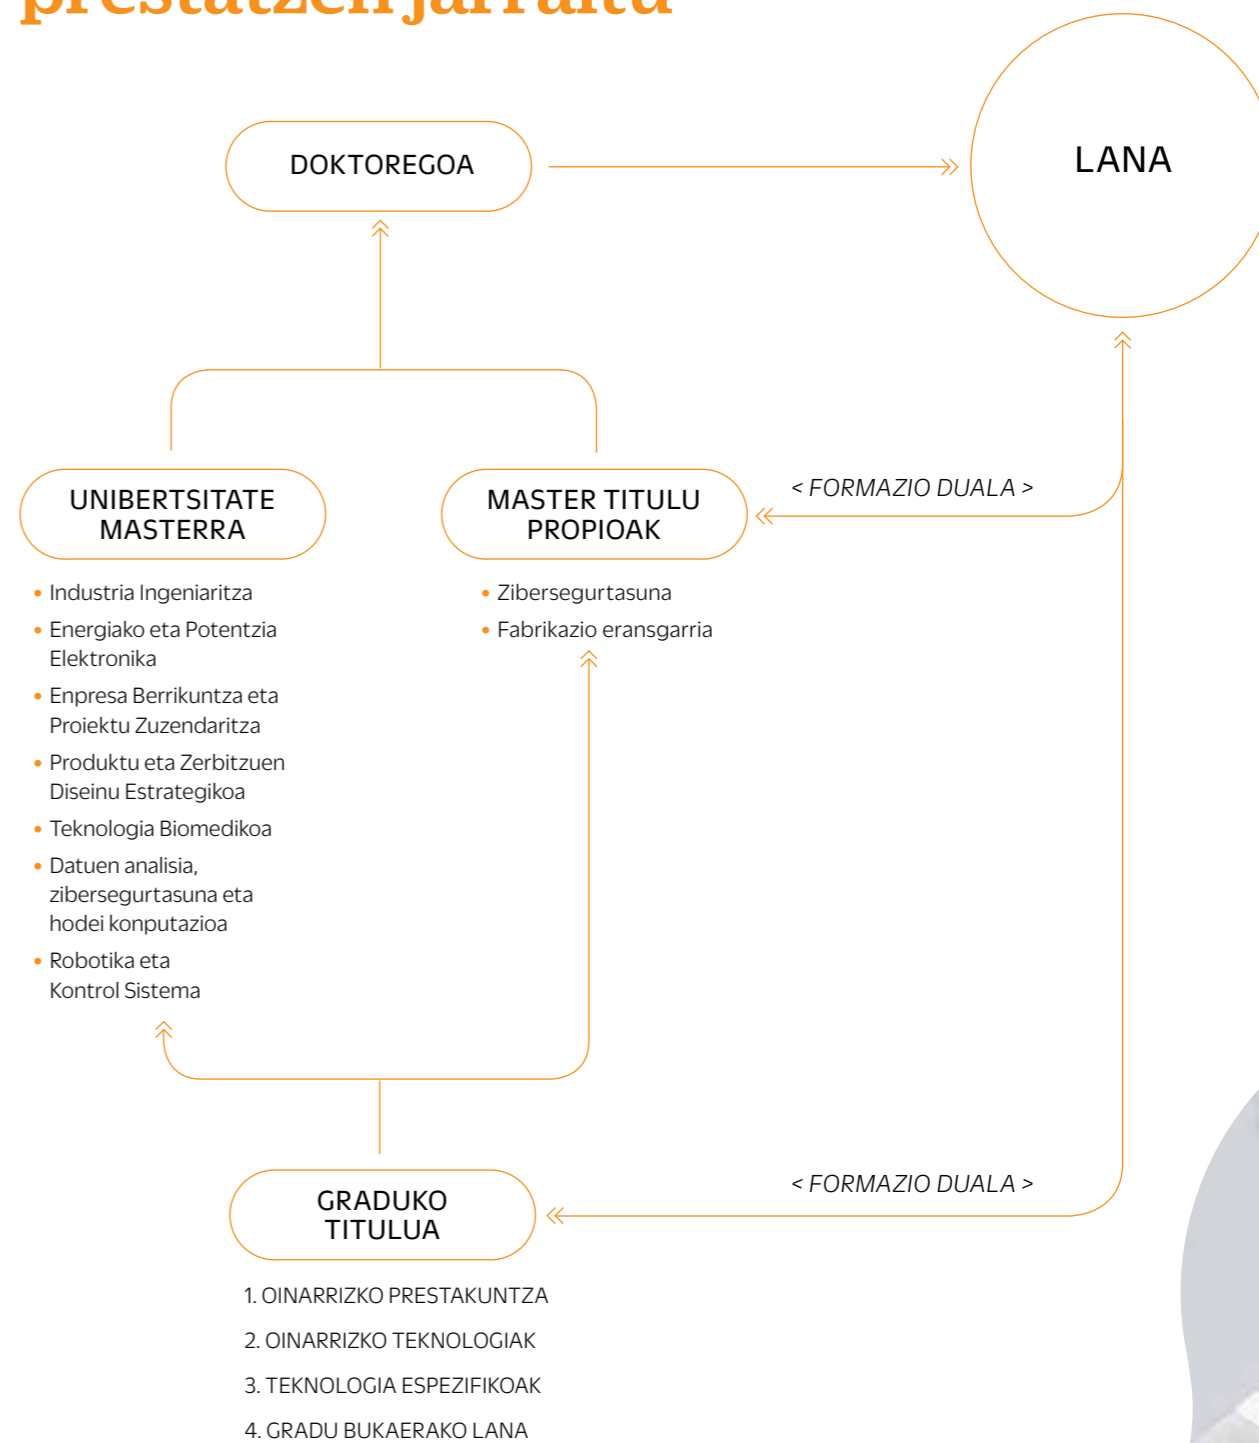 prestatzen jarraitu
DOKTOREGOA
LANA
UNIBERTSITATE
MASTERRA
• Industria Ingeniaritza
• Energiako eta Potentzia
Elektronika
• Enpresa Berrikuntza eta
Proiektu Zuzendaritza
• Produktu eta Zerbitzuen
Diseinu Estrategikoa
• Teknologia Biomedikoa
• Datuen analisia,
zibersegurtasuna eta
hodei konputazioa
• Robotika eta
Kontrol Sistema
MASTER TITULU
PROPIOAK
• Zibersegurtasuna
• Fabrikazio eransgarria
< FORMAZIO DUALA >
< FORMAZIO DUALA >
GRADUKO
TITULUA
1. OINARRIZKO PRESTAKUNTZA
2. OINARRIZKO TEKNOLOGIAK
3. TEKNOLOGIA ESPEZIFIKOAK
4. GRADU BUKAERAKO LANA